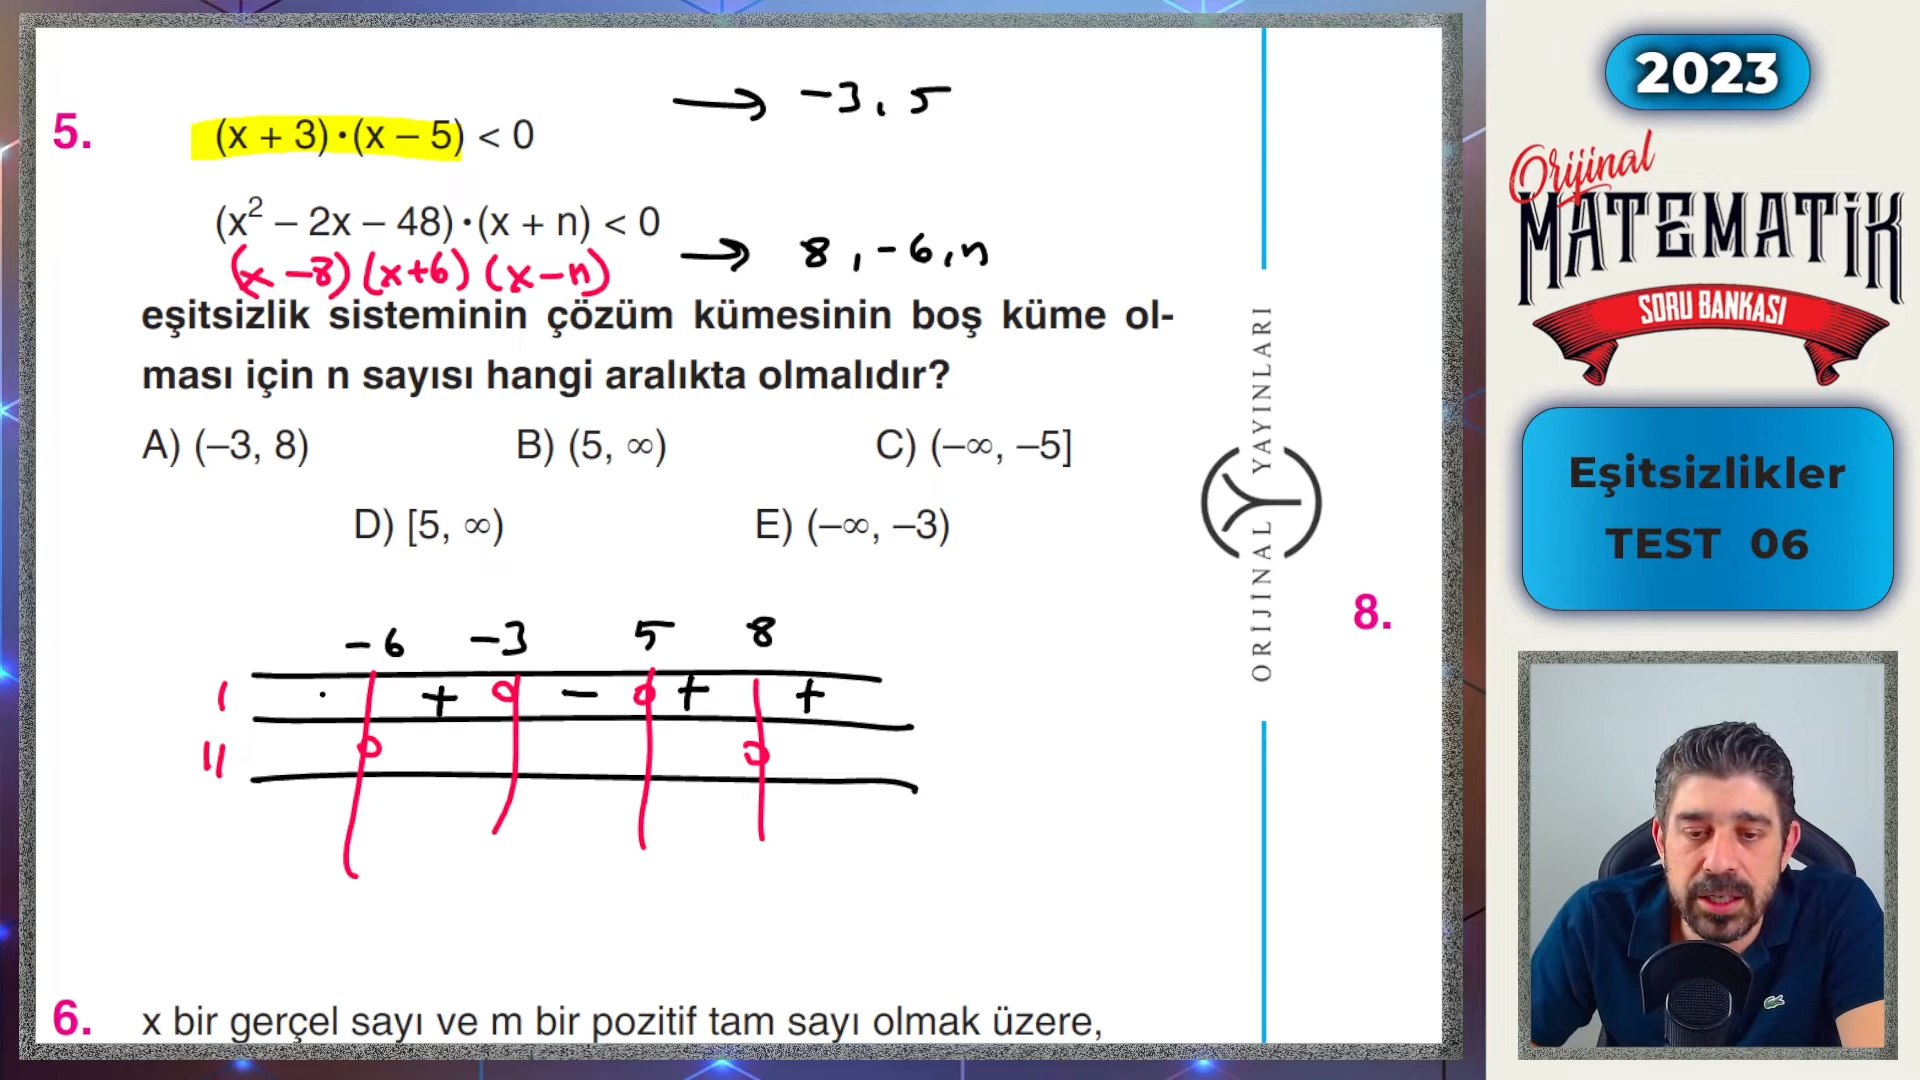 5.
(x + 3)·(x – 5) < 0
→ -3, 5
(x² – 2x – 48)·(x + n) < 0
(x -8) (x+6) (x-n)
→ 8, -6, n
eşitsizlik sisteminin çözüm kümesinin boş küme ol-
ması için n sayısı hangi aralıkta olmalıdır?
A) (–3, 8) B) (5, ∞) C) (–∞, –5]
D) [5, ∞) E) (–∞, –3)
-6 -3 5 8
I · + o - o + +
II o o
6. x bir gerçel sayı ve m bir pozitif tam sayı olmak üzere,
ORİJİNAL YAYINLARI
8.
2023
Orijinal
MATEMATİK
SORU BANKASI
Eşitsizlikler
TEST 06